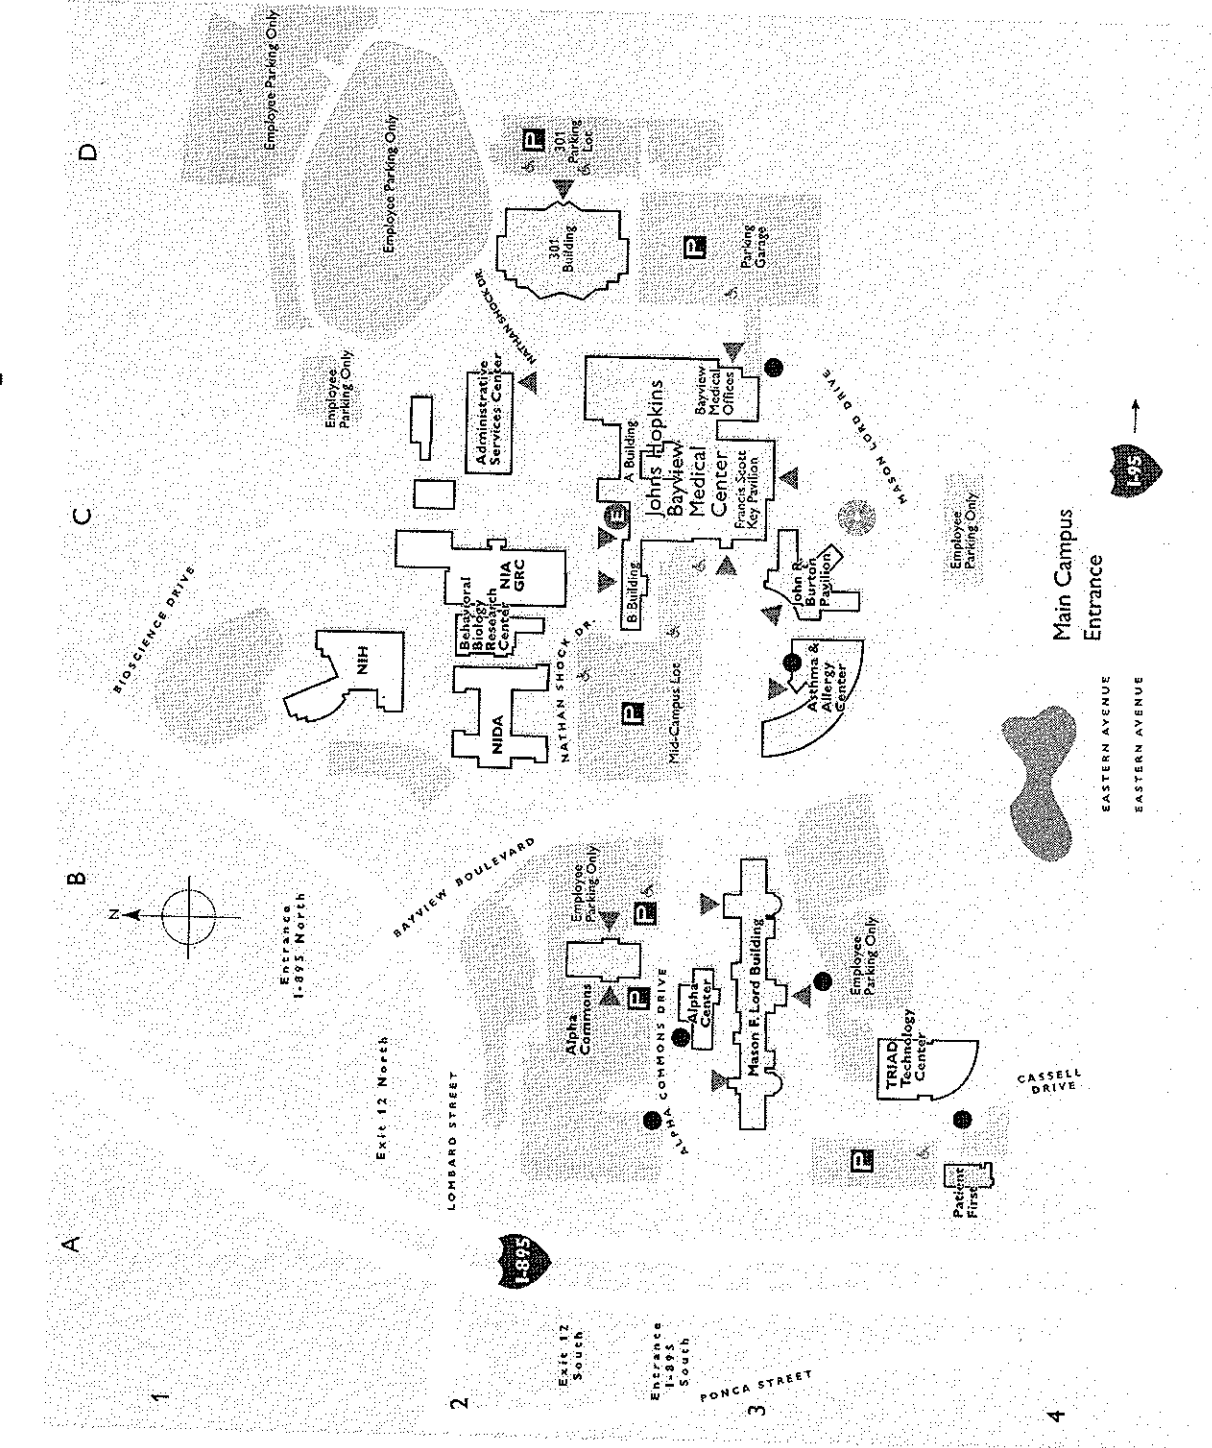 A
B
C
D
1
2
3
4
N
Entrance
I-895 North
Exit 12 North
LOMBARD STREET
I-895
Exit 12
South
Entrance
I-895
South
PONCA STREET
BAYVIEW BOULEVARD
BIOSCIENCE DRIVE
NIH
NIDA
Behavioral
Biology
Research
Center
NIA
GRC
Employee
Parking Only
Employee Parking Only
Employee Parking Only
Administrative
Services Center
NATHAN SHOCK DR.
NATHAN SHOCK DR.
301
Building
P
301
Parking
Lot
P
Parking
Garage
A Building
Johns Hopkins
Bayview
Medical
Center
Bayview
Medical
Offices
Francis Scott
Key Pavilion
E
B Building
P
Mid-Campus Lot
John R.
Burton
Pavilion
Asthma &
Allergy
Center
MASON LORD DRIVE
Employee
Parking Only
Employee
Parking Only
P
P
Alpha
Commons
ALPHA COMMONS DRIVE
Alpha
Center
Mason F. Lord Building
Employee
Parking Only
TRIAD
Technology
Center
CASSELL
DRIVE
P
Patient
First
Main Campus
Entrance
I-95
EASTERN AVENUE
EASTERN AVENUE